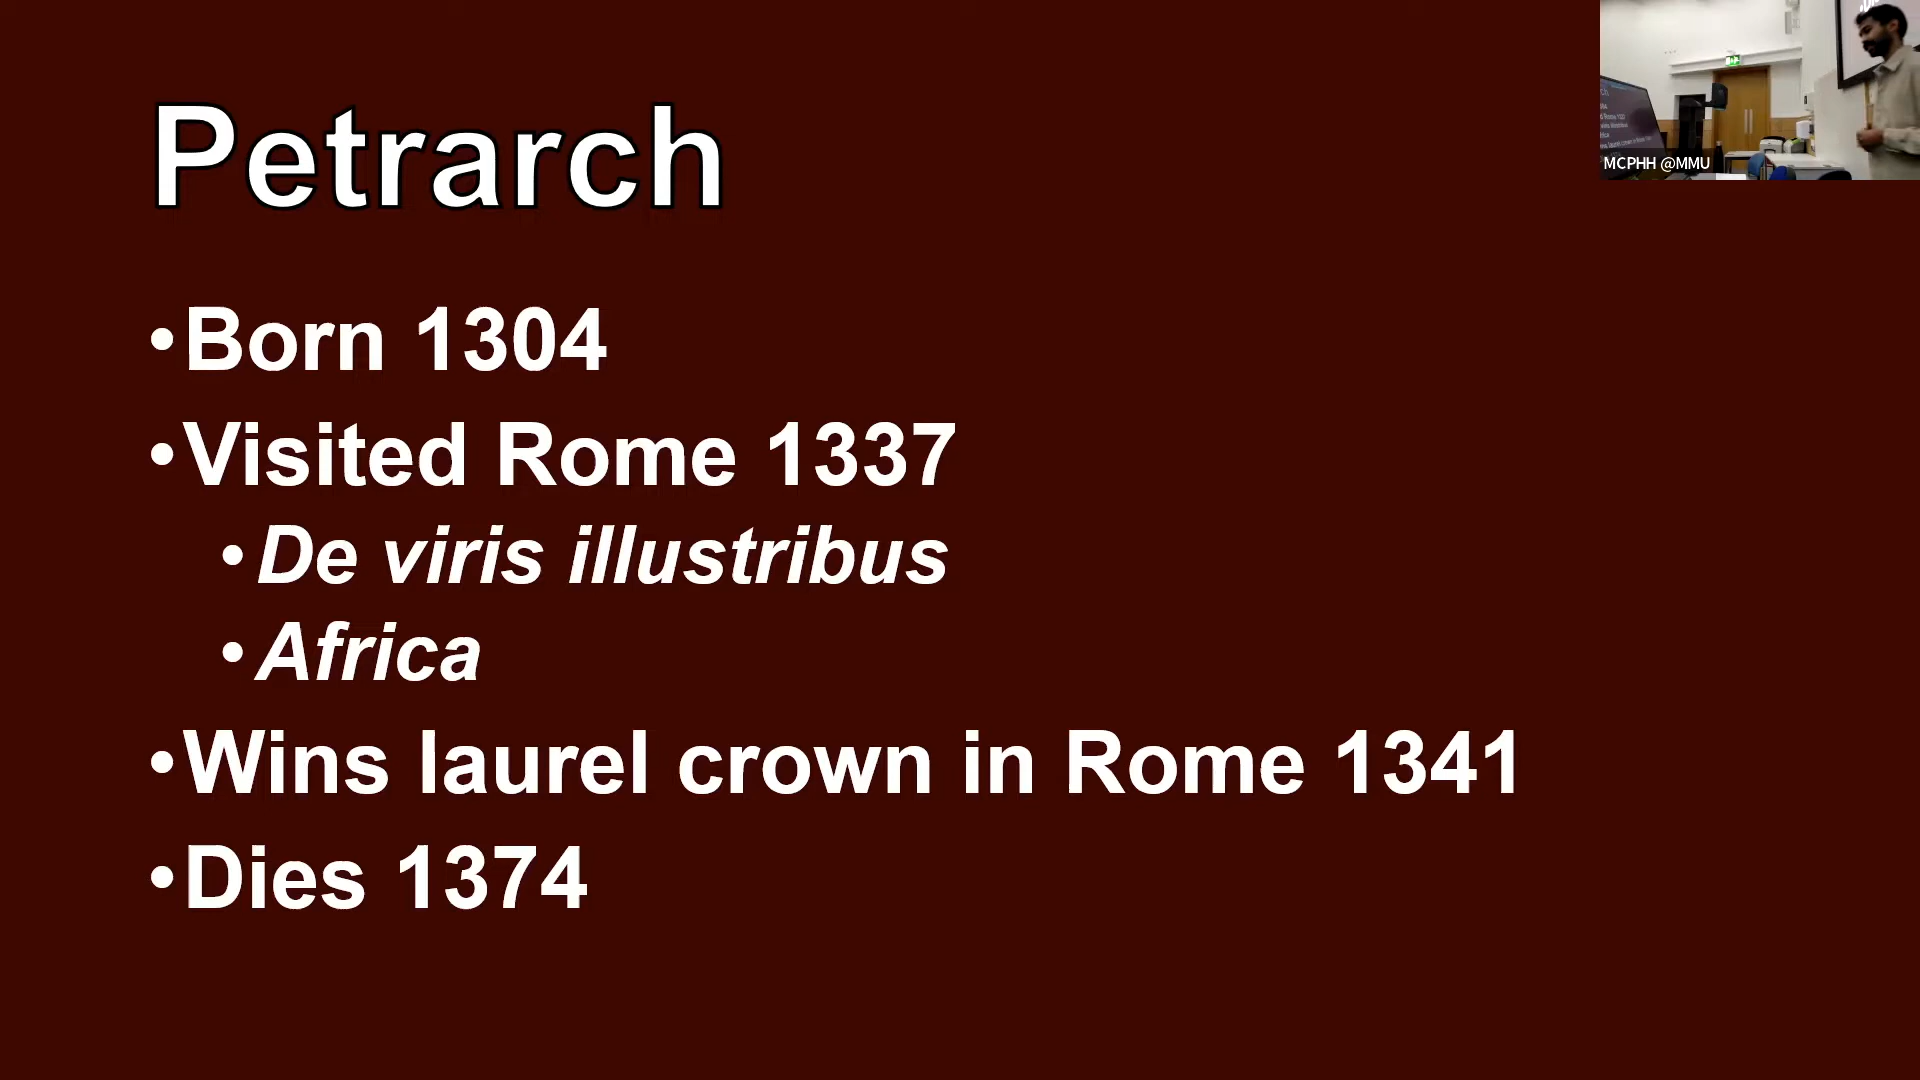 Petrarch
•Born 1304
•Visited Rome 1337
•De viris illustribus
•Africa
•Wins laurel crown in Rome 1341
•Dies 1374
MCPHH @MMU